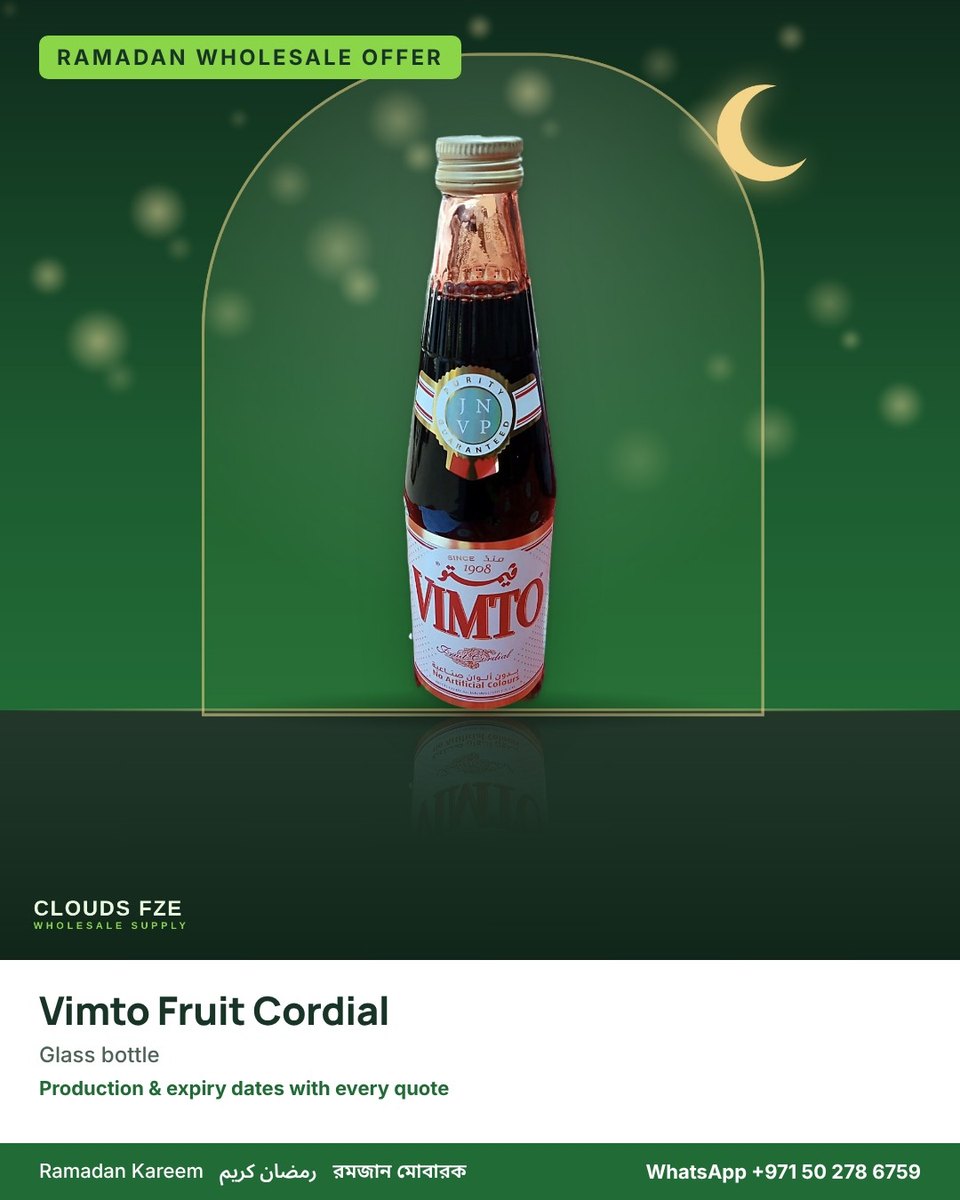 RAMADAN WHOLESALE OFFER
PURITY
J N
V P
GUARANTEED
SINCE منذ
1908
فيمتو
VIMTO
Fruit Cordial
بدون ألوان صناعية
No Artificial Colours
CLOUDS FZE
WHOLESALE SUPPLY
Vimto Fruit Cordial
Glass bottle
Production & expiry dates with every quote
Ramadan Kareem رمضان كريم রমজান মোবারক
WhatsApp +971 50 278 6759